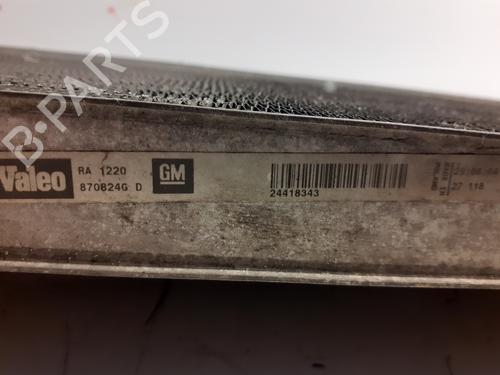 B-PARTS
Valeo
RA 1220
870824G D
GM
24418343
27 118